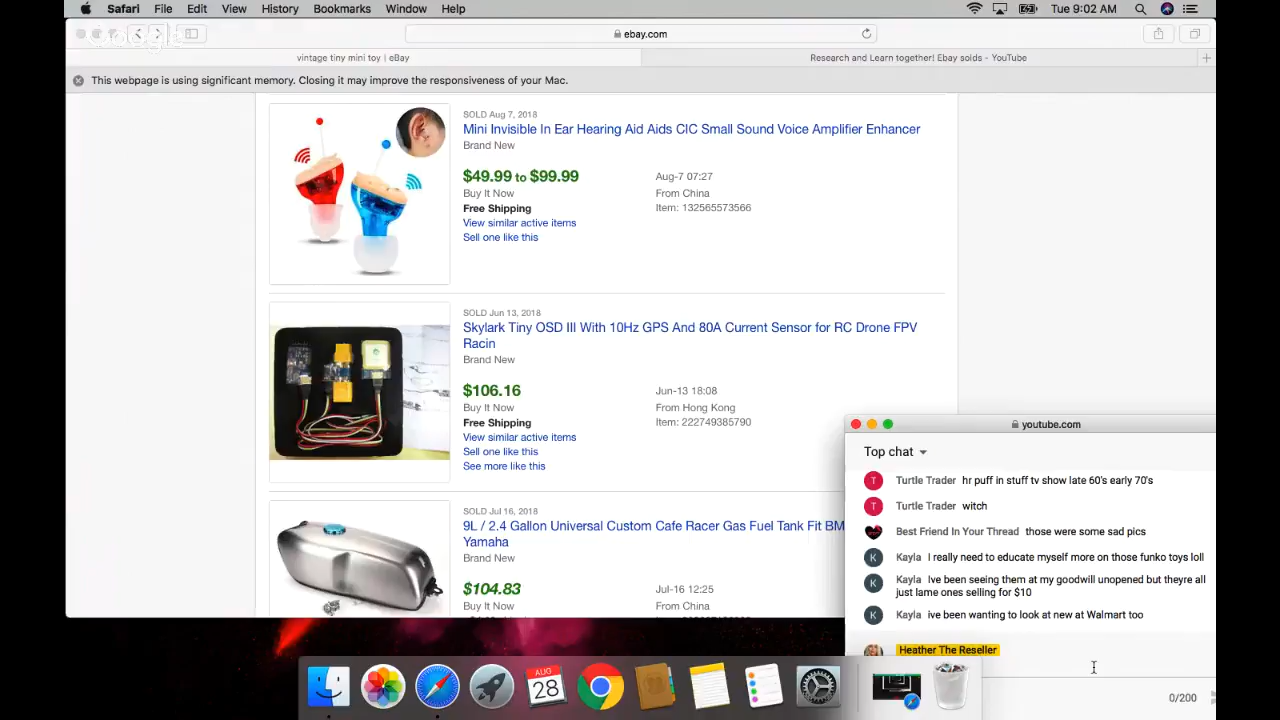 Safari File Edit View History Bookmarks Window Help Tue 9:02 AM
Google
ebay.com
vintage tiny mini toy | eBay
Research and Learn together! Ebay solds - YouTube
This webpage is using significant memory. Closing it may improve the responsiveness of your Mac.
SOLD Aug 7, 2018
Mini Invisible In Ear Hearing Aid Aids CIC Small Sound Voice Amplifier Enhancer
Brand New
$49.99 to $99.99
Aug-7 07:27
Buy It Now
From China
Free Shipping
Item: 132565573566
View similar active items
Sell one like this
SOLD Jun 13, 2018
Skylark Tiny OSD III With 10Hz GPS And 80A Current Sensor for RC Drone FPV
Racin
Brand New
$106.16
Jun-13 18:08
Buy It Now
From Hong Kong
Free Shipping
Item: 222749385790
View similar active items
Sell one like this
See more like this
SOLD Jul 16, 2018
9L / 2.4 Gallon Universal Custom Cafe Racer Gas Fuel Tank Fit BM
Yamaha
Brand New
$104.83
Jul-16 12:25
Buy It Now
From China
youtube.com
Top chat
T Turtle Trader hr puff in stuff tv show late 60's early 70's
T Turtle Trader witch
Best Friend In Your Thread those were some sad pics
K Kayla I really need to educate myself more on those funko toys loll
K Kayla Ive been seeing them at my goodwill unopened but theyre all
just lame ones selling for $10
K Kayla ive been wanting to look at new at Walmart too
Heather The Reseller
0/200
AUG
28